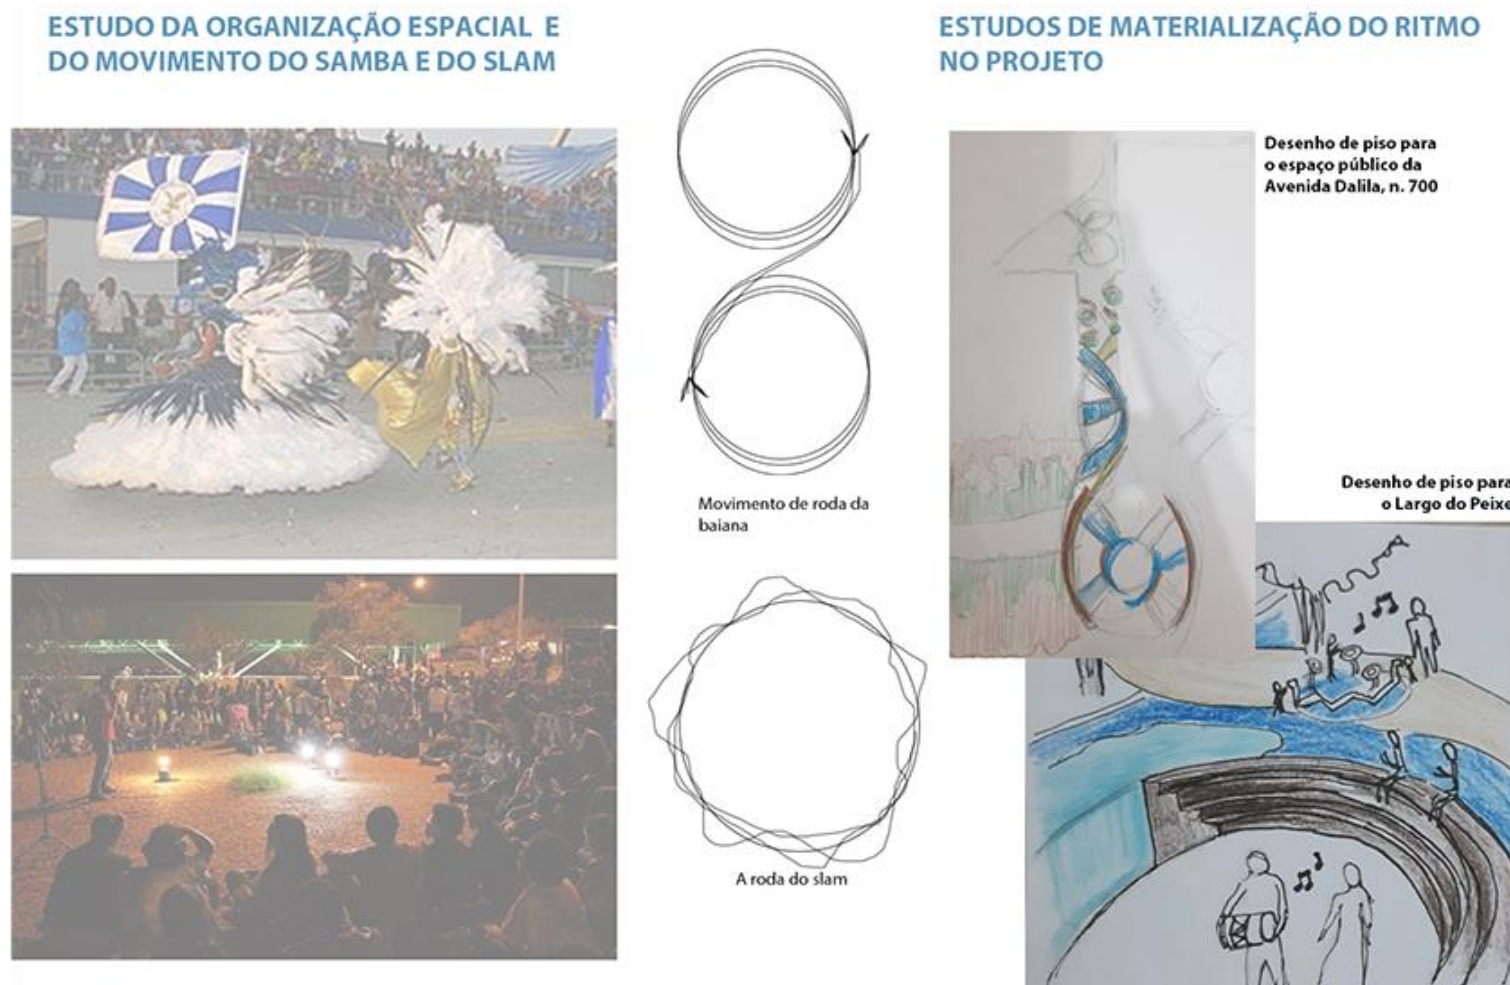 ESTUDO DA ORGANIZAÇÃO ESPACIAL E
DO MOVIMENTO DO SAMBA E DO SLAM
ESTUDOS DE MATERIALIZAÇÃO DO RITMO
NO PROJETO
Desenho de piso para
o espaço público da
Avenida Dalila, n. 700
Desenho de piso para
o Largo do Peixe
Movimento de roda da
baiana
A roda do slam